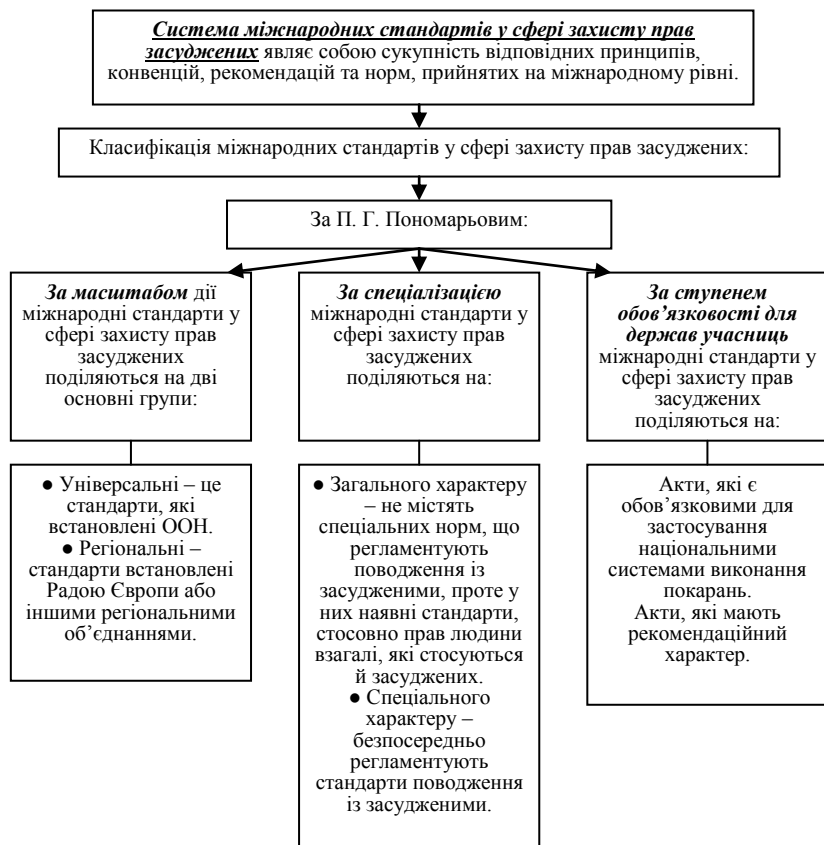 Система міжнародних стандартів у сфері захисту прав
засуджених являє собою сукупність відповідних принципів,
конвенцій, рекомендацій та норм, прийнятих на міжнародному рівні.
Класифікація міжнародних стандартів у сфері захисту прав засуджених:
За П. Г. Пономарьовим:
За масштабом дії
міжнародні стандарти у
сфері захисту прав
засуджених
поділяються на дві
основні групи:
За спеціалізацією
міжнародні стандарти у
сфері захисту прав
засуджених
поділяються на:
За ступенем
обов’язковості для
держав учасниць
міжнародні стандарти у
сфері захисту прав
засуджених
поділяються на:
● Універсальні – це
стандарти, які
встановлені ООН.
● Регіональні –
стандарти встановлені
Радою Європи або
іншими регіональними
об’єднаннями.
● Загального характеру
– не містять
спеціальних норм, що
регламентують
поводження із
засудженими, проте у
них наявні стандарти,
стосовно прав людини
взагалі, які стосуються
й засуджених.
● Спеціального
характеру –
безпосередньо
регламентують
стандарти поводження
із засудженими.
Акти, які є
обов’язковими для
застосування
національними
системами виконання
покарань.
Акти, які мають
рекомендаційний
характер.